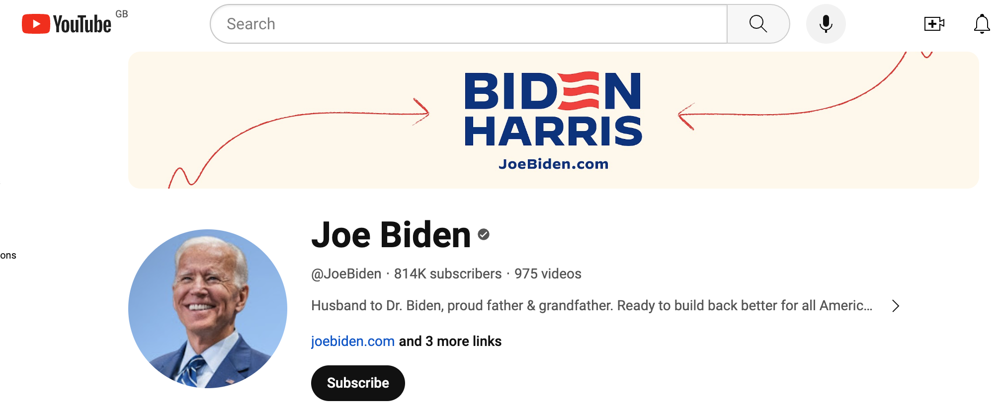 YouTube GB
Search
BIDEN
HARRIS
JoeBiden.com
Joe Biden
@JoeBiden · 814K subscribers · 975 videos
ons
Husband to Dr. Biden, proud father & grandfather. Ready to build back better for all Americ...
joebiden.com and 3 more links
Subscribe